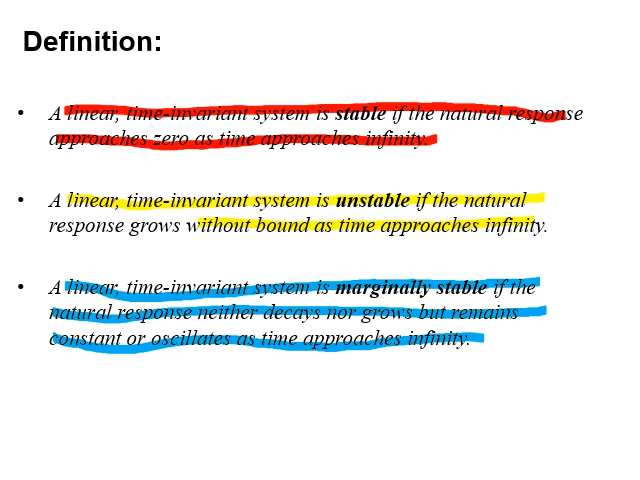 Definition:
• A linear, time-invariant system is stable if the natural response
approaches zero as time approaches infinity.
• A linear, time-invariant system is unstable if the natural
response grows without bound as time approaches infinity.
• A linear, time-invariant system is marginally stable if the
natural response neither decays nor grows but remains
constant or oscillates as time approaches infinity.